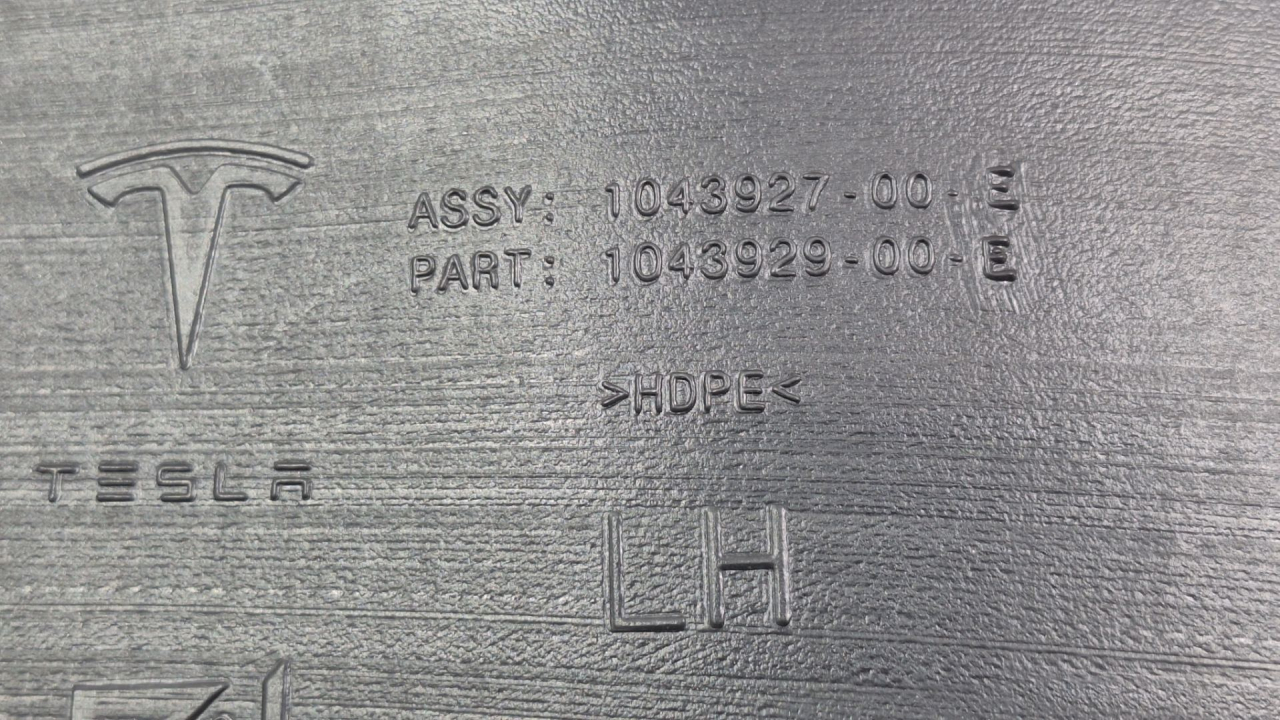 ASSY: 1043927-00-E
PART: 1043929-00-E
>HDPE<
TESLA
LH